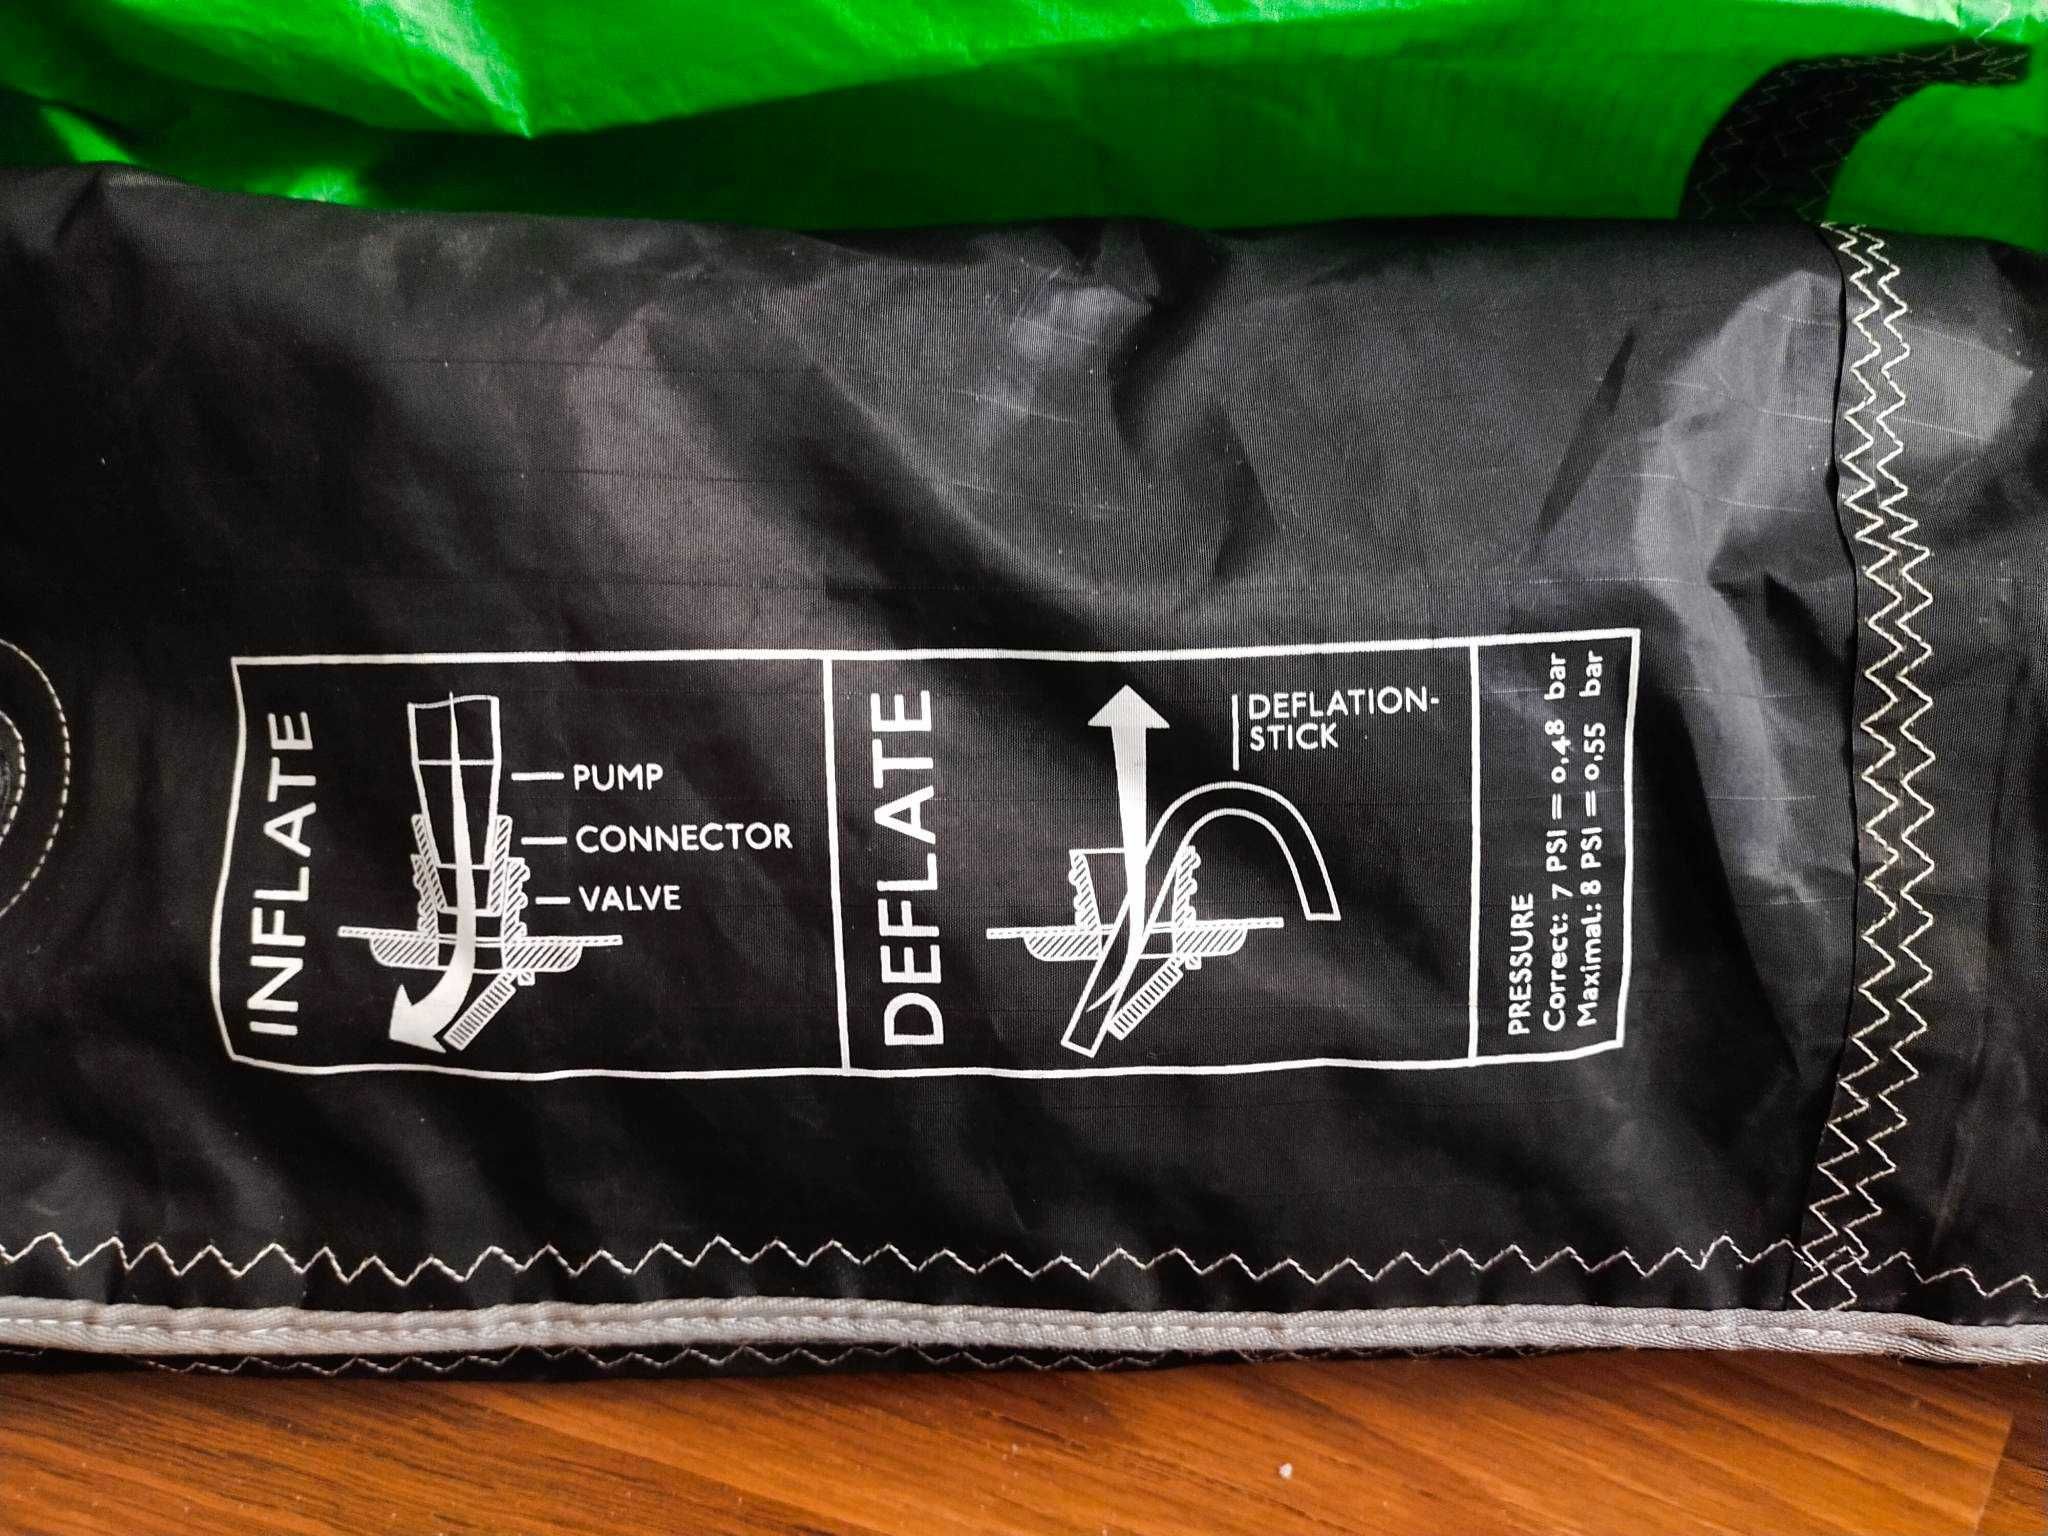 INFLATE
PUMP
CONNECTOR
VALVE
DEFLATE
DEFLATION-
STICK
PRESSURE
Correct: 7 PSI = 0,48 bar
Maximal: 8 PSI = 0,55 bar